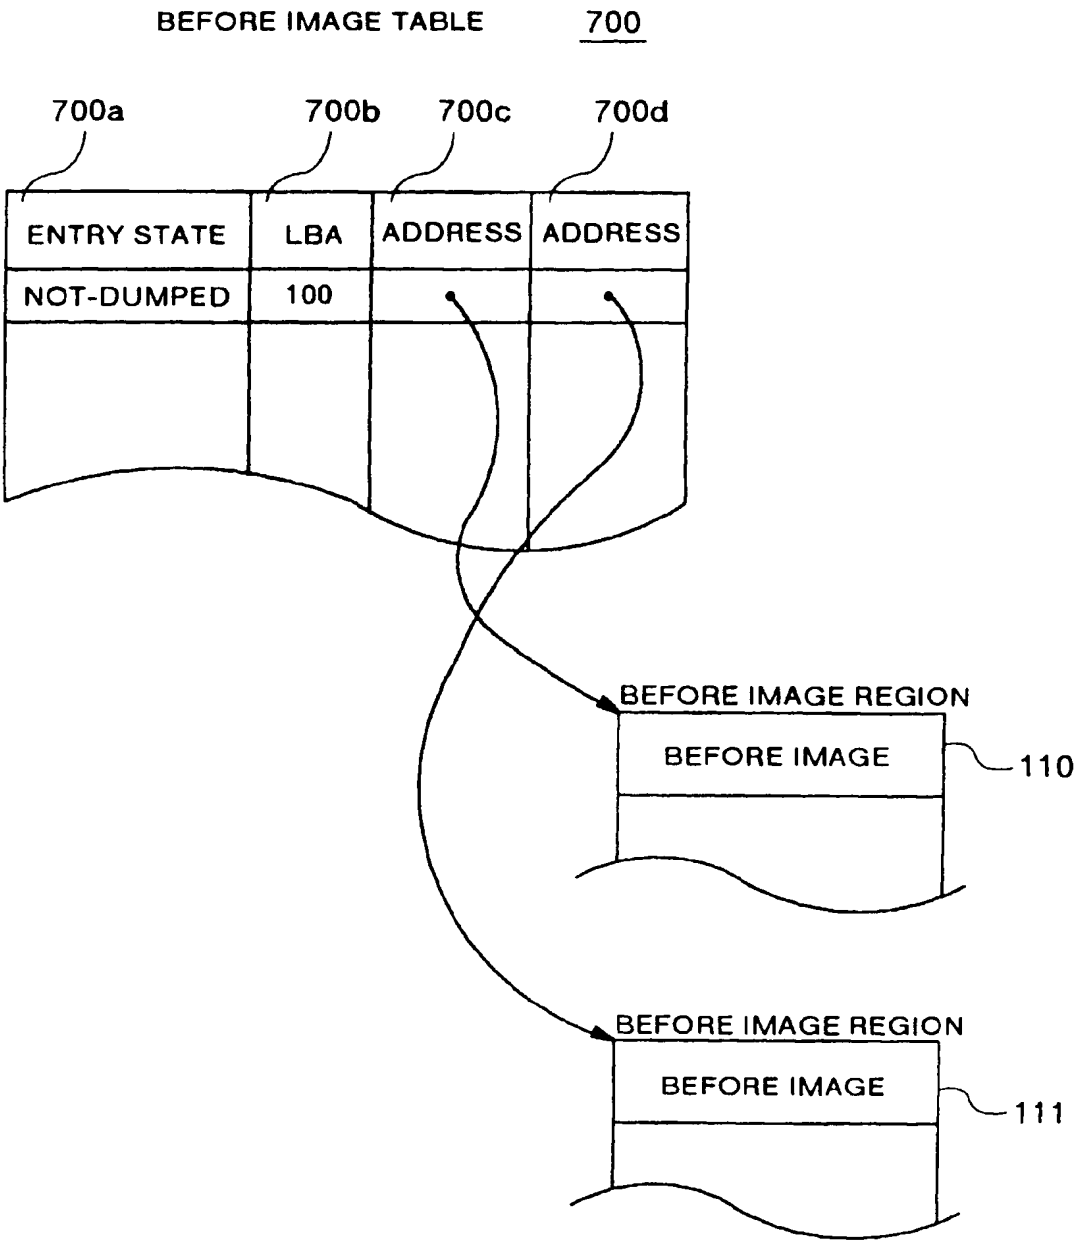 BEFORE IMAGE TABLE 700
700a 700b 700c 700d
ENTRY STATE LBA ADDRESS ADDRESS
NOT-DUMPED 100
BEFORE IMAGE REGION
BEFORE IMAGE
110
BEFORE IMAGE REGION
BEFORE IMAGE
111